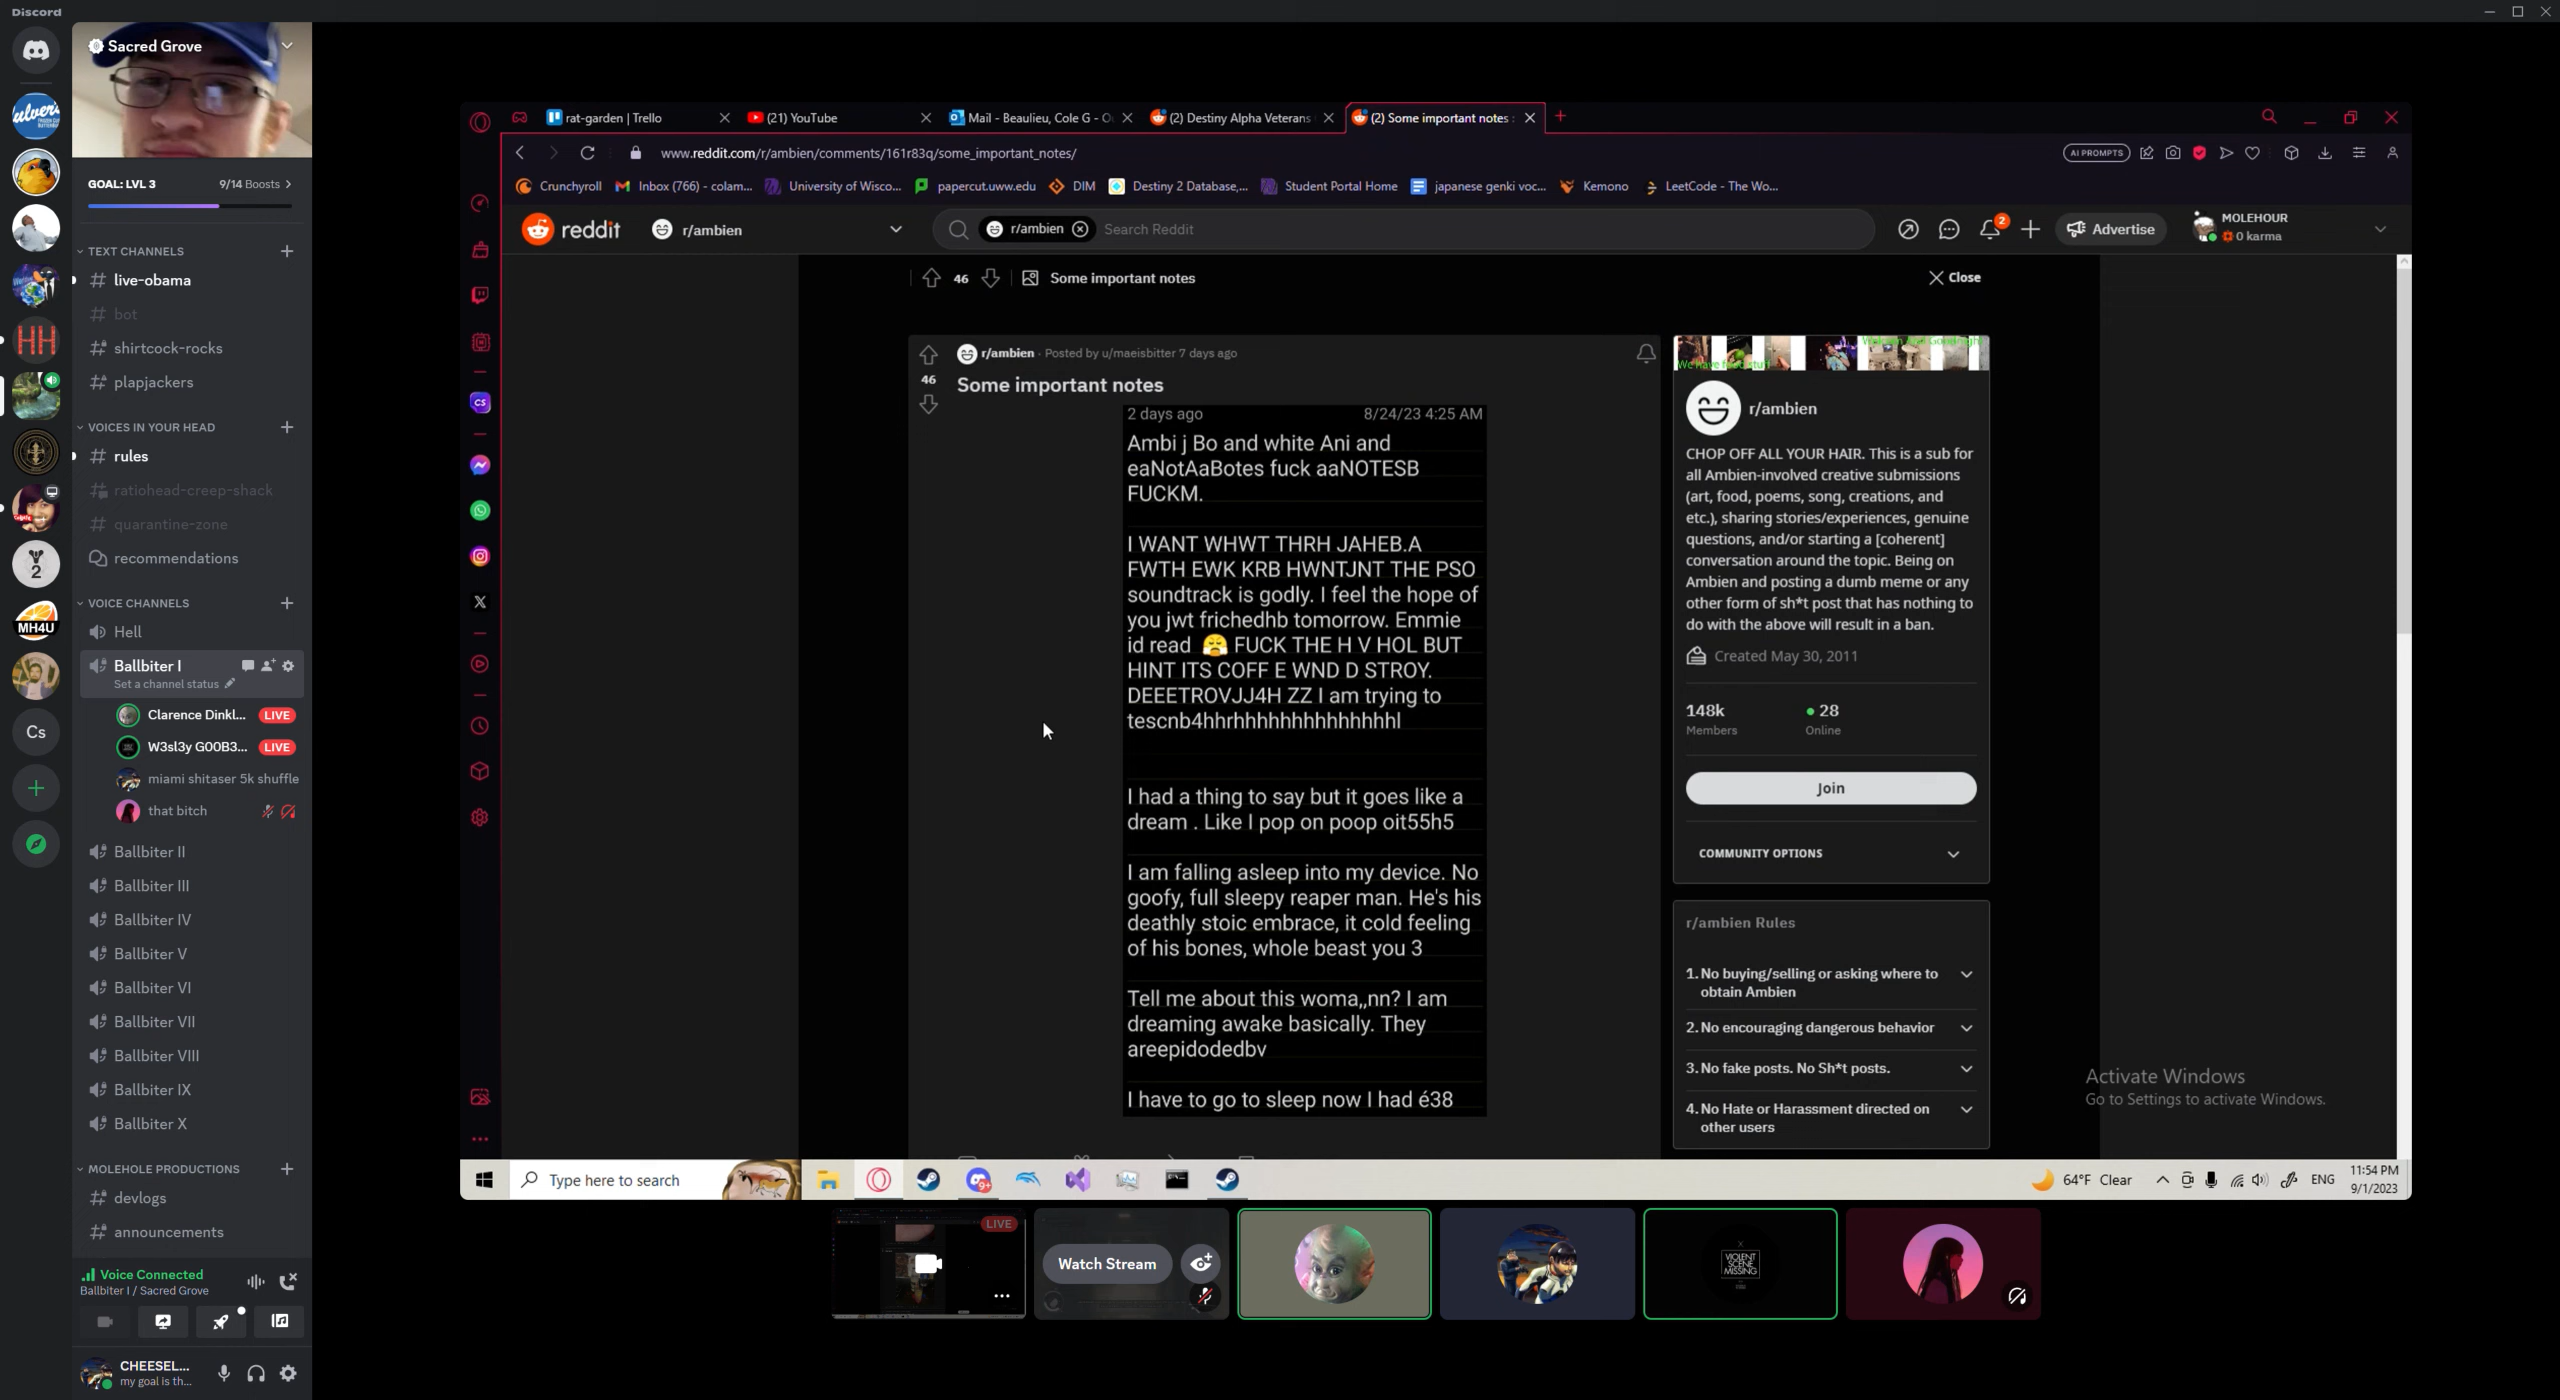 Discord
Sacred Grove
GOAL: LVL 3
9/14 Boosts
TEXT CHANNELS
live-obama
bot
shirtcock-rocks
plapjackers
VOICES IN YOUR HEAD
rules
ratiohead-creep-shack
quarantine-zone
recommendations
VOICE CHANNELS
Hell
Ballbiter I
Set a channel status
Clarence Dinkl... LIVE
W3sl3y G00B3... LIVE
miami shitaser 5k shuffle
that bitch
Ballbiter II
Ballbiter III
Ballbiter IV
Ballbiter V
Ballbiter VI
Ballbiter VII
Ballbiter VIII
Ballbiter IX
Ballbiter X
MOLEHOLE PRODUCTIONS
devlogs
announcements
Voice Connected
Ballbiter I / Sacred Grove
CHEESEL...
my goal is th...
HH
MH4U
Cs
rat-garden | Trello
(21) YouTube
Mail - Beaulieu, Cole G - O
(2) Destiny Alpha Veterans
(2) Some important notes :
www.reddit.com/r/ambien/comments/161r83q/some_important_notes/
AI PROMPTS
Crunchyroll
Inbox (766) - colam...
University of Wisco...
papercut.uww.edu
DIM
Destiny 2 Database,...
Student Portal Home
japanese genki voc...
Kemono
LeetCode - The Wo...
reddit
r/ambien
r/ambien
Search Reddit
2
Advertise
MOLEHOUR
0 karma
46
Some important notes
Close
r/ambien · Posted by u/maeisbitter 7 days ago
46
Some important notes
2 days ago 8/24/23 4:25 AM
Ambi j Bo and white Ani and
eaNotAaBotes fuck aaNOTESB
FUCKM.
I WANT WHWT THRH JAHEB.A
FWTH EWK KRB HWNTJNT THE PSO
soundtrack is godly. I feel the hope of
you jwt frichedhb tomorrow. Emmie
id read 😤 FUCK THE H V HOL BUT
HINT ITS COFF E WND D STROY.
DEEETROVJJ4H ZZ I am trying to
tescnb4hhrhhhhhhhhhhhhhhl
I had a thing to say but it goes like a
dream . Like I pop on poop oit55h5
I am falling asleep into my device. No
goofy, full sleepy reaper man. He's his
deathly stoic embrace, it cold feeling
of his bones, whole beast you 3
Tell me about this woma,,nn? I am
dreaming awake basically. They
areepidodedbv
I have to go to sleep now I had é38
r/ambien
CHOP OFF ALL YOUR HAIR. This is a sub for
all Ambien-involved creative submissions
(art, food, poems, song, creations, and
etc.), sharing stories/experiences, genuine
questions, and/or starting a [coherent]
conversation around the topic. Being on
Ambien and posting a dumb meme or any
other form of sh*t post that has nothing to
do with the above will result in a ban.
Created May 30, 2011
148k
Members
28
Online
Join
COMMUNITY OPTIONS
r/ambien Rules
1. No buying/selling or asking where to
obtain Ambien
2. No encouraging dangerous behavior
3. No fake posts. No Sh*t posts.
4. No Hate or Harassment directed on
other users
Activate Windows
Go to Settings to activate Windows.
Type here to search
64°F Clear
ENG
11:54 PM
9/1/2023
LIVE
Watch Stream
VIOLENT
SCENE
MISSING